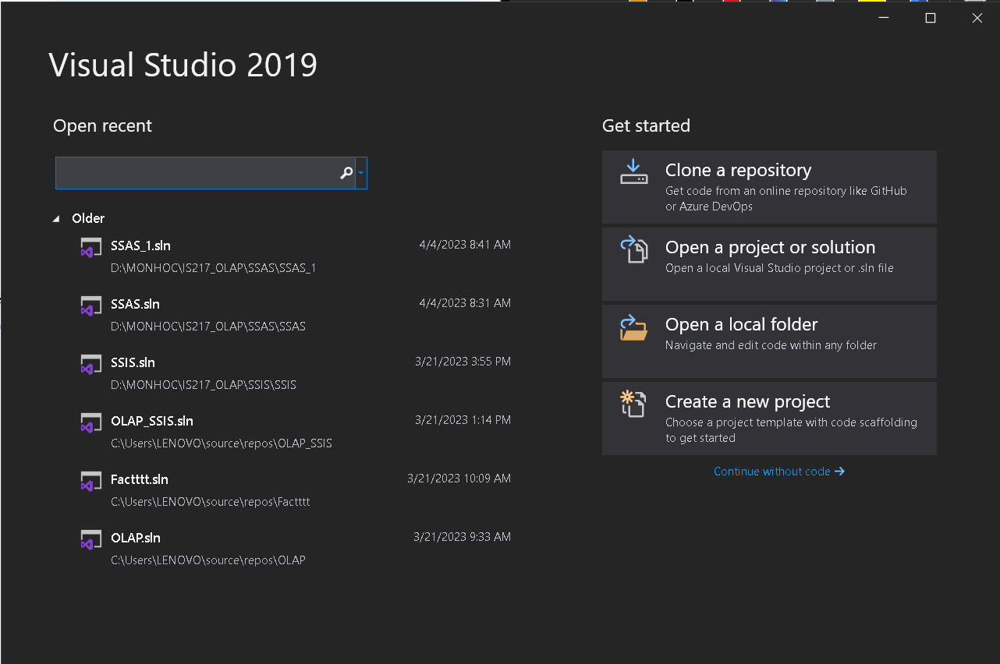 Visual Studio 2019
Open recent
Older
SSAS_1.sln 4/4/2023 8:41 AM
D:\MONHOC\IS217_OLAP\SSAS\SSAS_1
SSAS.sln 4/4/2023 8:31 AM
D:\MONHOC\IS217_OLAP\SSAS\SSAS
SSIS.sln 3/21/2023 3:55 PM
D:\MONHOC\IS217_OLAP\SSIS\SSIS
OLAP_SSIS.sln 3/21/2023 1:14 PM
C:\Users\LENOVO\source\repos\OLAP_SSIS
Factttt.sln 3/21/2023 10:09 AM
C:\Users\LENOVO\source\repos\Factttt
OLAP.sln 3/21/2023 9:33 AM
C:\Users\LENOVO\source\repos\OLAP
Get started
Clone a repository
Get code from an online repository like GitHub
or Azure DevOps
Open a project or solution
Open a local Visual Studio project or .sln file
Open a local folder
Navigate and edit code within any folder
Create a new project
Choose a project template with code scaffolding
to get started
Continue without code